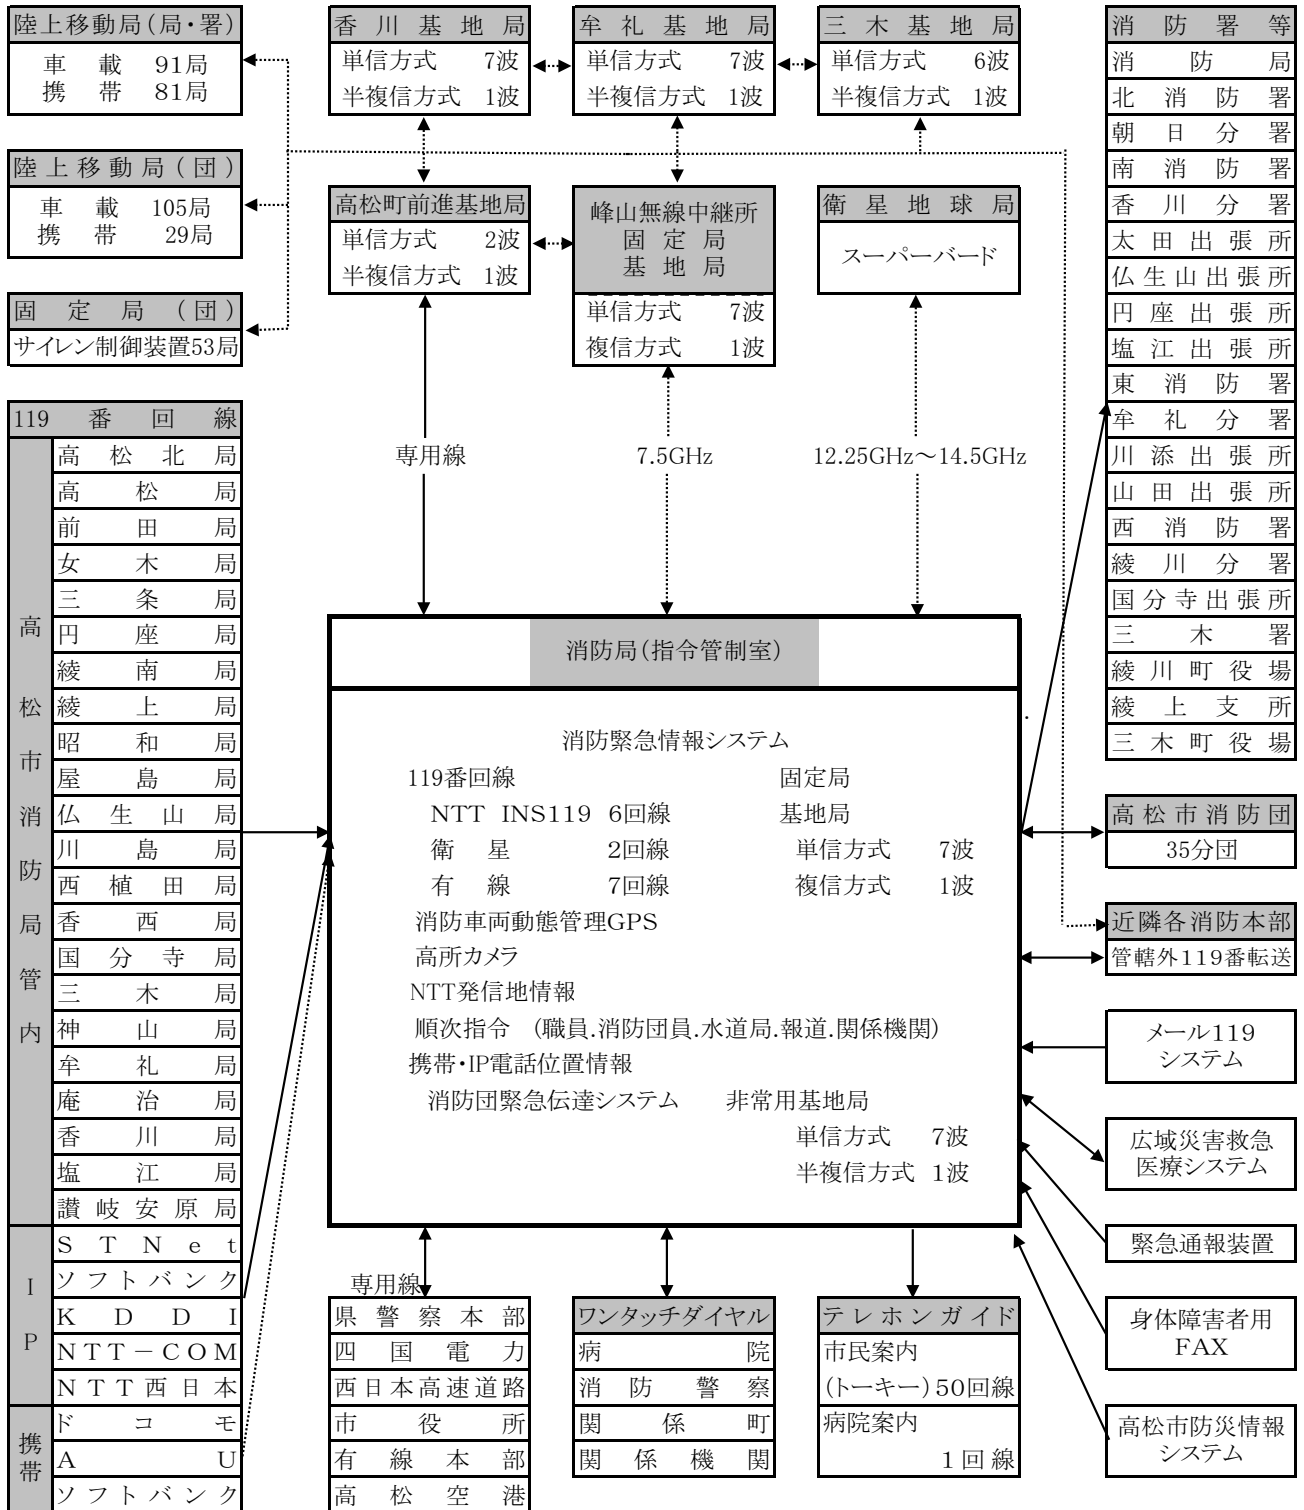 陸上移動局(局・署)
車載 91局
携帯 81局
陸上移動局(団)
車載 105局
携帯 29局
固定局(団)
サイレン制御装置53局
香川基地局
単信方式 7波
半複信方式 1波
牟礼基地局
単信方式 7波
半複信方式 1波
三木基地局
単信方式 6波
半複信方式 1波
高松町前進基地局
単信方式 2波
半複信方式 1波
峰山無線中継所
固定局
基地局
単信方式 7波
複信方式 1波
衛星地球局
スーパーバード
専用線
7.5GHz
12.25GHz～14.5GHz
119番回線
高松市消防局管内
高松北局
高松局
前田局
女木局
三条局
円座局
綾南局
綾上局
昭和局
屋島局
仏生山局
川島局
西植田局
香西局
国分寺局
三木局
神山局
牟礼局
庵治局
香川局
塩江局
讃岐安原局
IP
STNet
ソフトバンク
KDDI
NTT－COM
NTT西日本
携帯
ドコモ
AU
ソフトバンク
消防局(指令管制室)
消防緊急情報システム
119番回線
NTT INS119 6回線
衛星 2回線
有線 7回線
消防車両動態管理GPS
高所カメラ
NTT発信地情報
順次指令 (職員.消防団員.水道局.報道.関係機関)
携帯・IP電話位置情報
消防団緊急伝達システム
固定局
基地局
単信方式 7波
複信方式 1波
非常用基地局
単信方式 7波
半複信方式 1波
専用線
県警察本部
四国電力
西日本高速道路
市役所
有線本部
高松空港
ワンタッチダイヤル
病院
消防警察
関係町
関係機関
テレホンガイド
市民案内
(トーキー)50回線
病院案内
1回線
消防署等
消防局
北消防署
朝日分署
南消防署
香川分署
太田出張所
仏生山出張所
円座出張所
塩江出張所
東消防署
牟礼分署
川添出張所
山田出張所
西消防署
綾川分署
国分寺出張所
三木署
綾川町役場
綾上支所
三木町役場
高松市消防団
35分団
近隣各消防本部
管轄外119番転送
メール119
システム
広域災害救急
医療システム
緊急通報装置
身体障害者用
FAX
高松市防災情報
システム